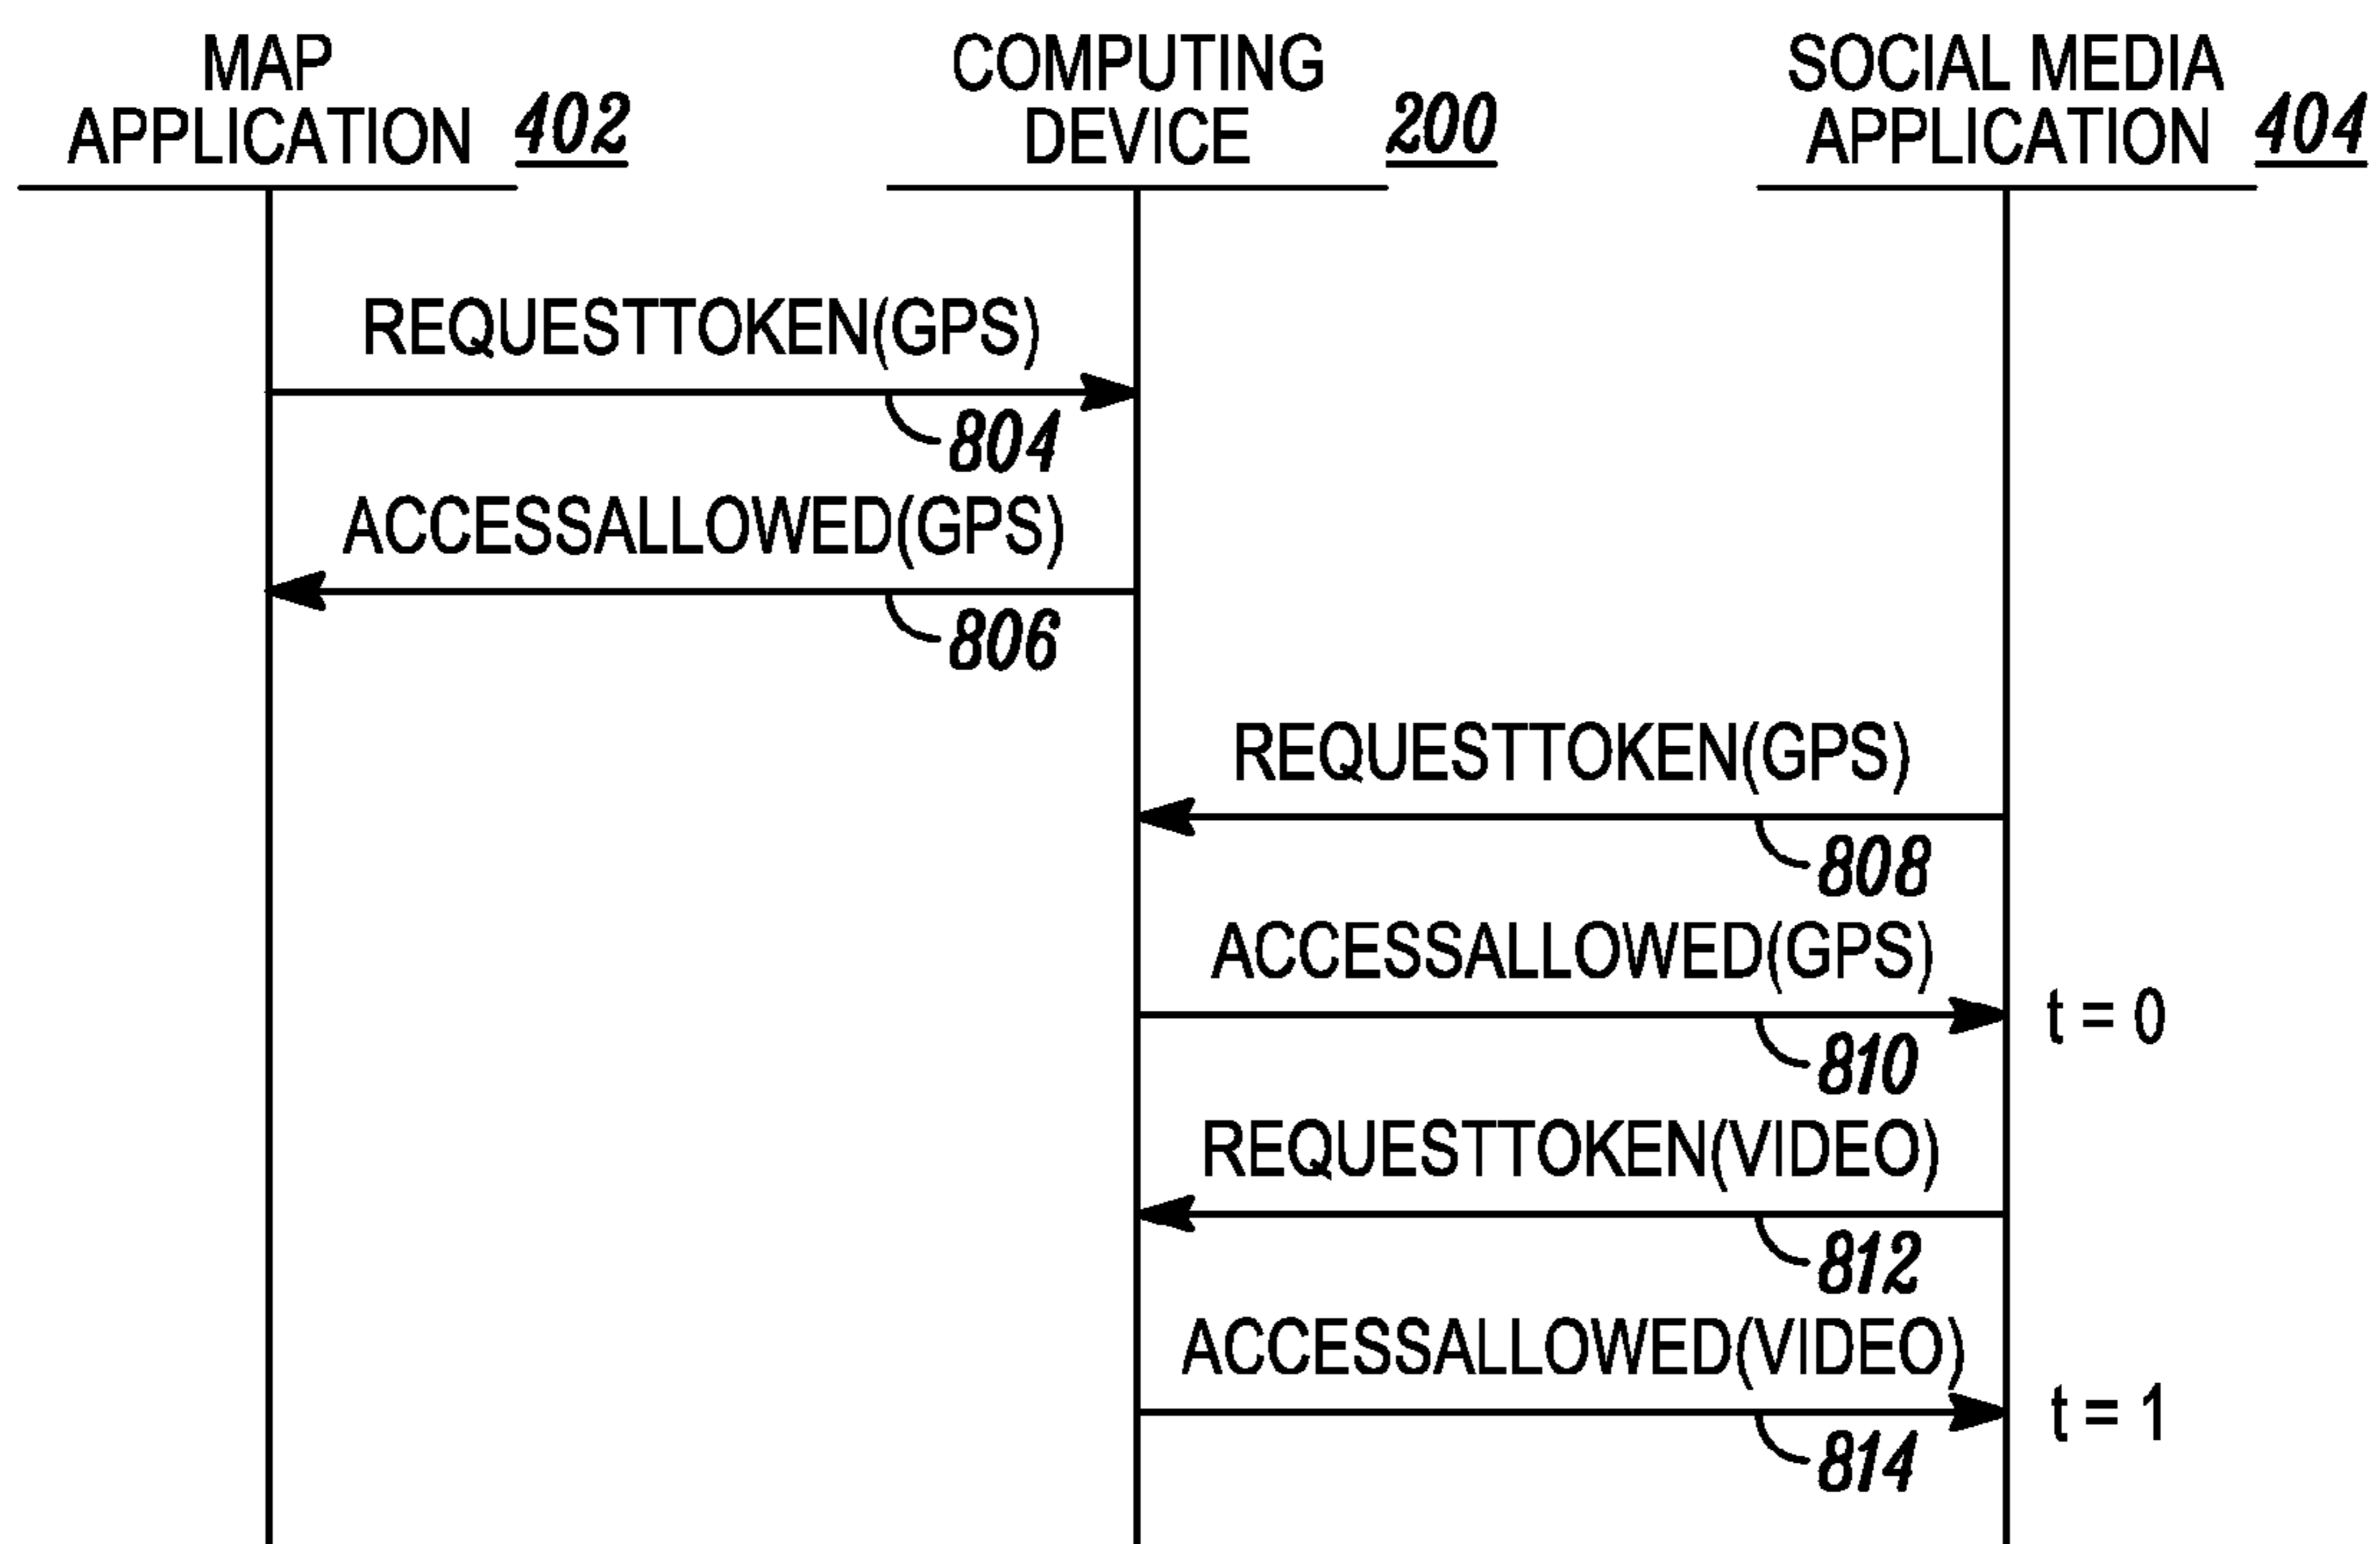 MAP
APPLICATION 402
COMPUTING
DEVICE 200
SOCIAL MEDIA
APPLICATION 404
REQUESTTOKEN(GPS)
804
ACCESSALLOWED(GPS)
806
REQUESTTOKEN(GPS)
808
ACCESSALLOWED(GPS)
t = 0
810
REQUESTTOKEN(VIDEO)
812
ACCESSALLOWED(VIDEO)
t = 1
814